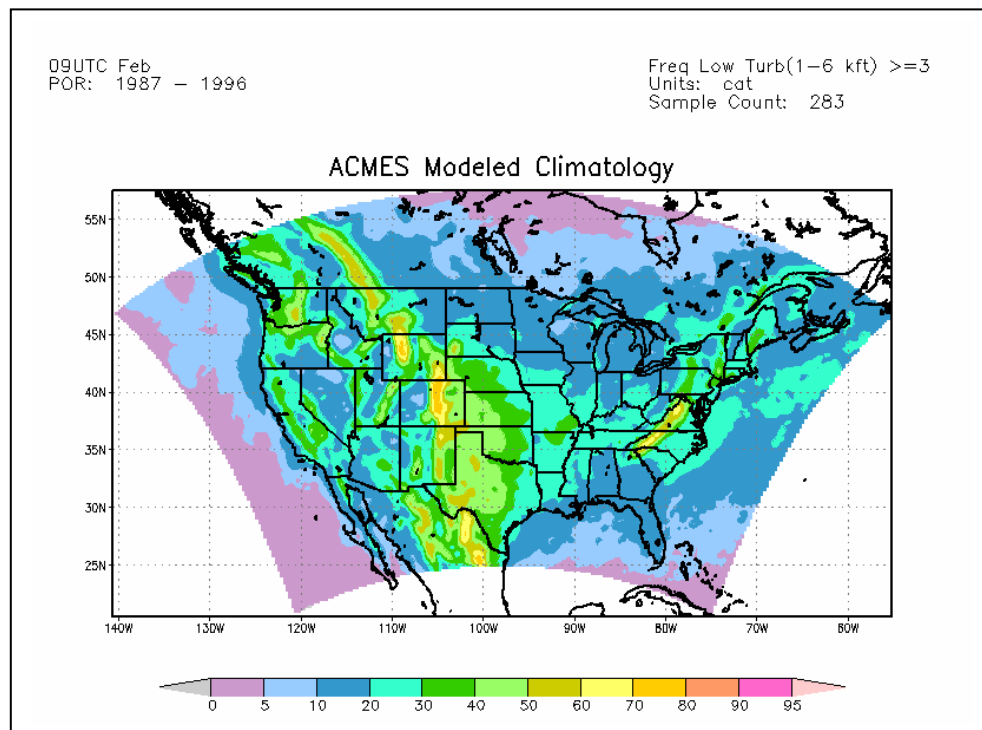 09UTC Feb
POR: 1987 – 1996
Freq Low Turb(1–6 kft) >=3
Units: cat
Sample Count: 283
ACMES Modeled Climatology
55N
50N
45N
40N
35N
30N
25N
140W 130W 120W 110W 100W 90W 80W 70W 60W
0 5 10 20 30 40 50 60 70 80 90 95